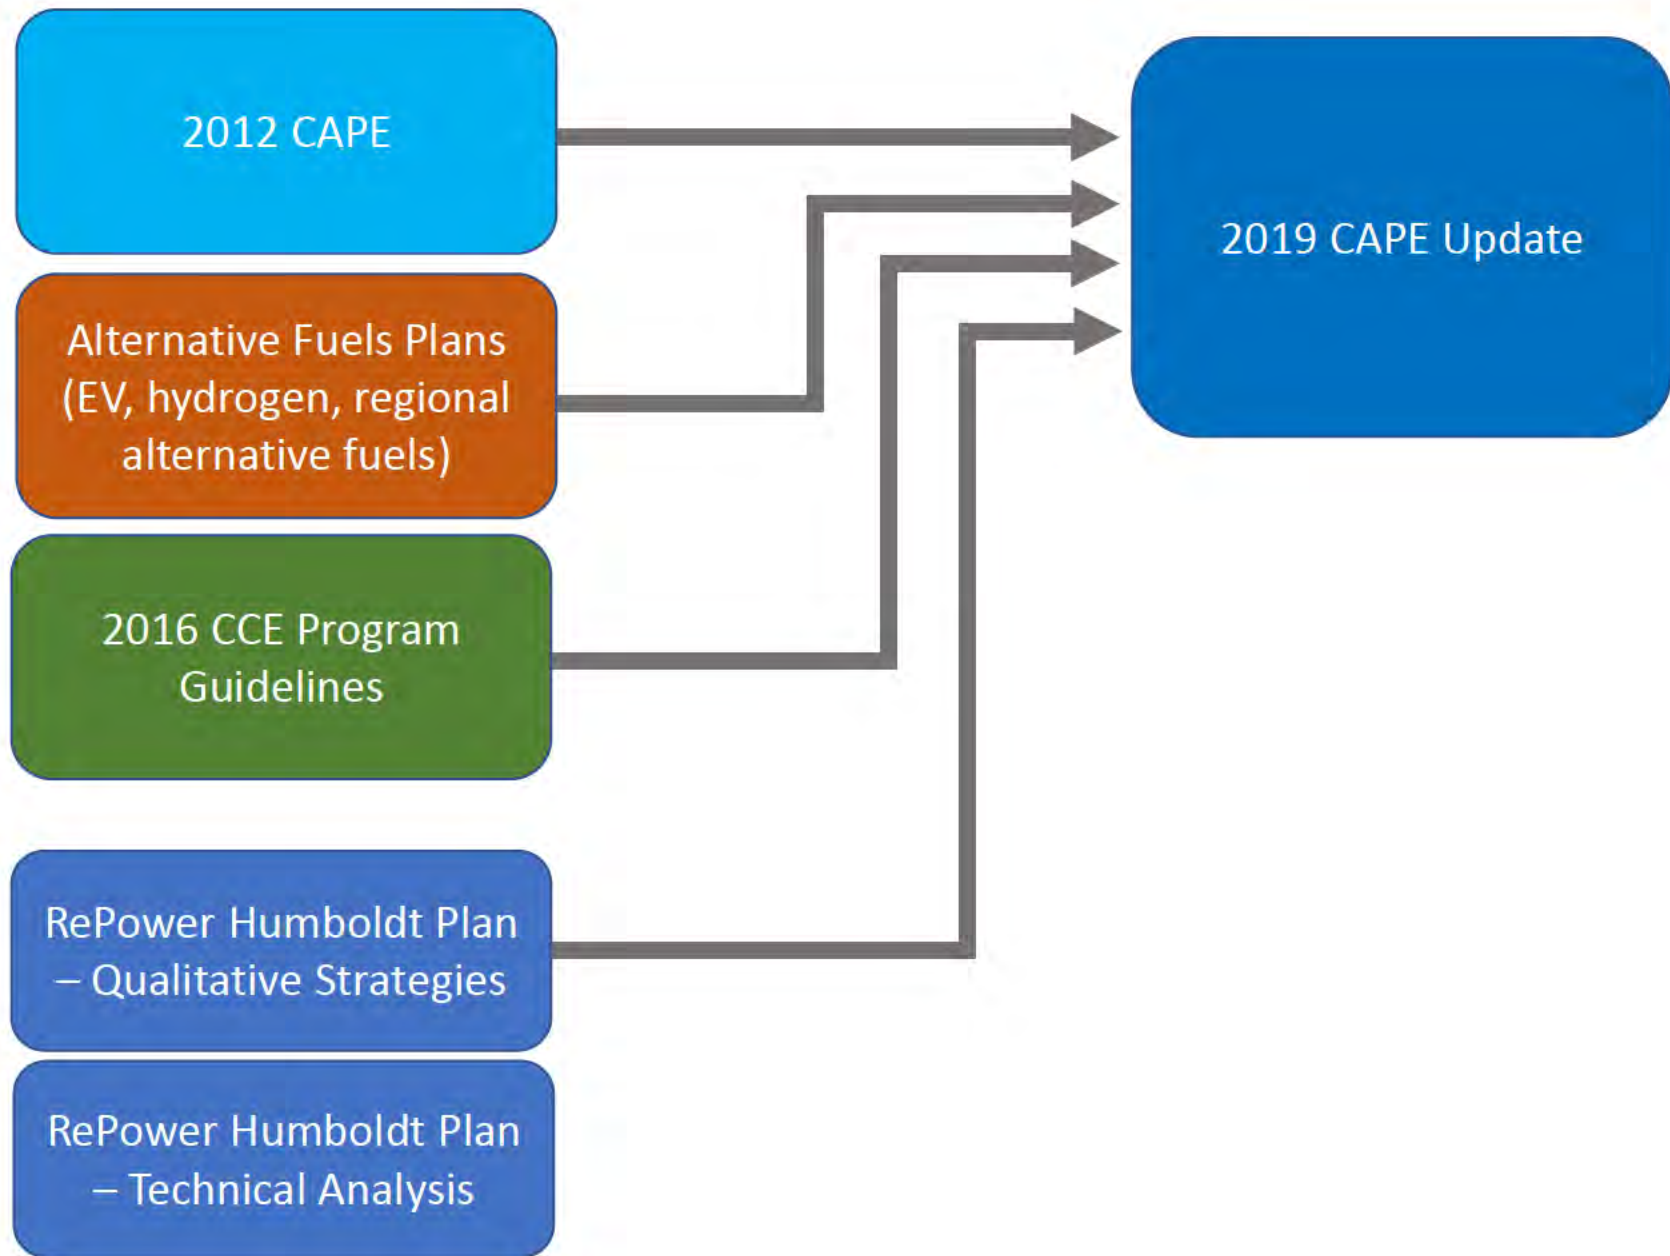 2012 CAPE
Alternative Fuels Plans
(EV, hydrogen, regional
alternative fuels)
2016 CCE Program
Guidelines
RePower Humboldt Plan
– Qualitative Strategies
RePower Humboldt Plan
– Technical Analysis
2019 CAPE Update